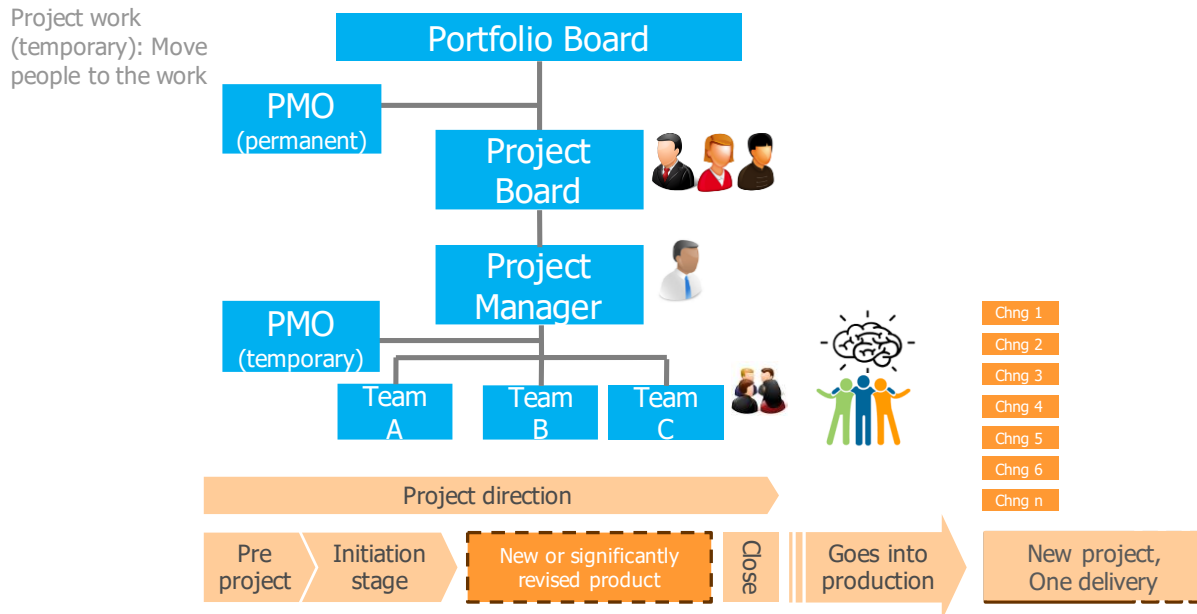 Project work
(temporary): Move
people to the work
Portfolio Board
PMO
(permanent)
Project
Board
Project
Manager
PMO
(temporary)
Team
A
Team
B
Team
C
Chng 1
Chng 2
Chng 3
Chng 4
Chng 5
Chng 6
Chng n
Project direction
Pre
project
Initiation
stage
New or significantly
revised product
Close
Goes into
production
New project,
One delivery